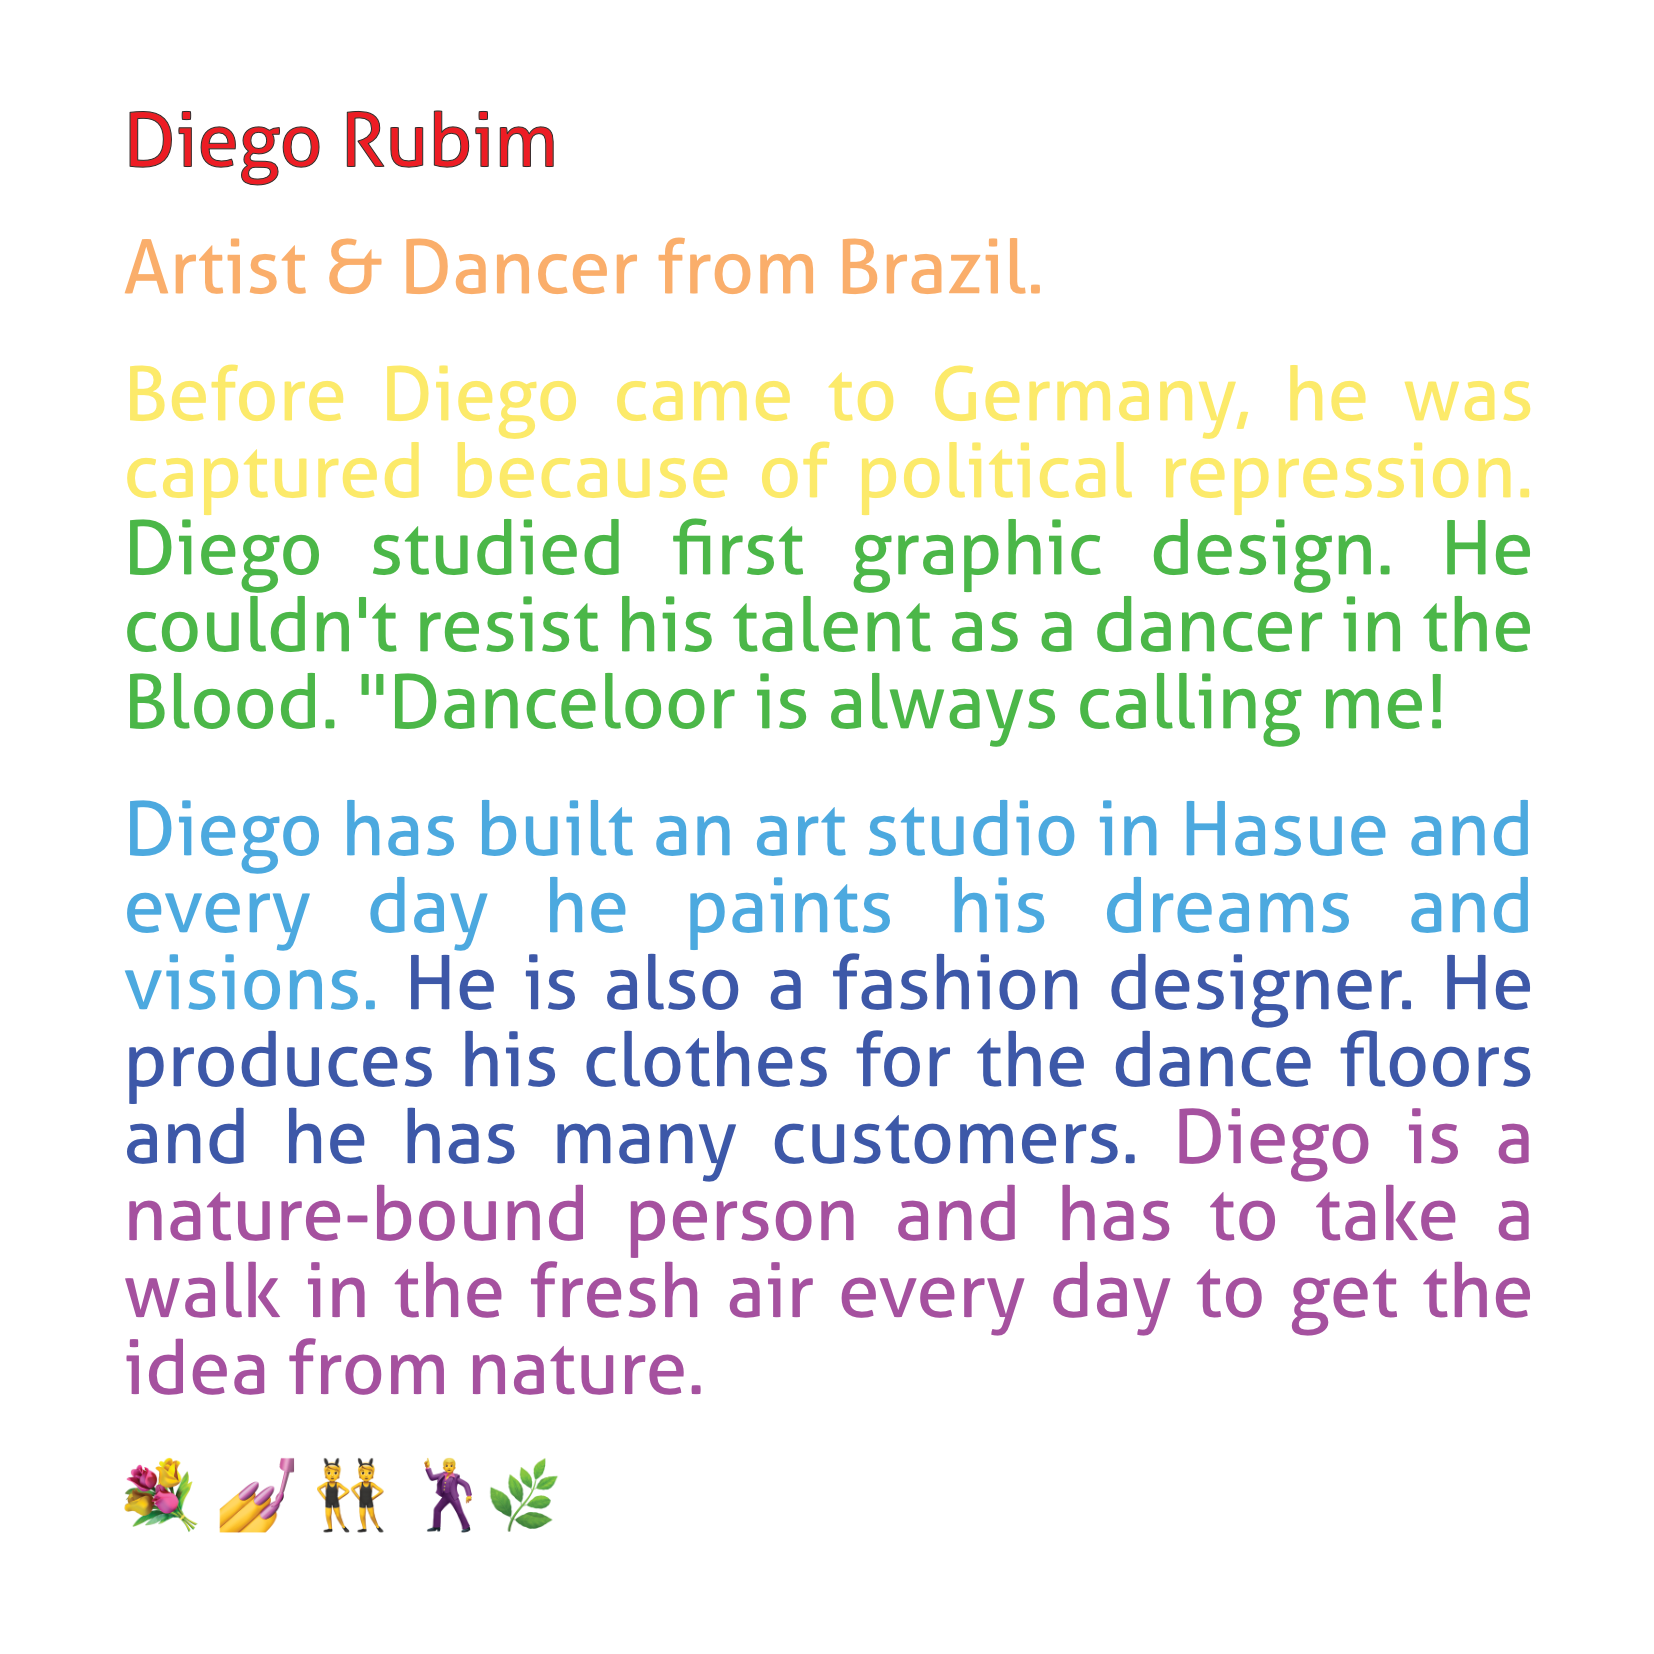 Diego Rubim
Artist & Dancer from Brazil.
Before Diego came to Germany, he was
captured because of political repression.
Diego studied first graphic design. He
couldn't resist his talent as a dancer in the
Blood. "Danceloor is always calling me!
Diego has built an art studio in Hasue and
every day he paints his dreams and
visions. He is also a fashion designer. He
produces his clothes for the dance floors
and he has many customers. Diego is a
nature-bound person and has to take a
walk in the fresh air every day to get the
idea from nature.